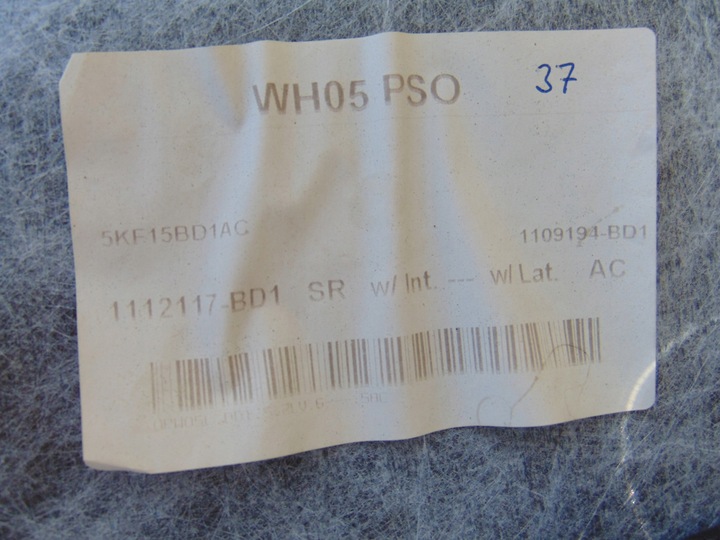 WH05 PSO 37
5KF15BD1AC 1109194-BD1
1112117-BD1 SR w/ Int. --- w/ Lat. AC